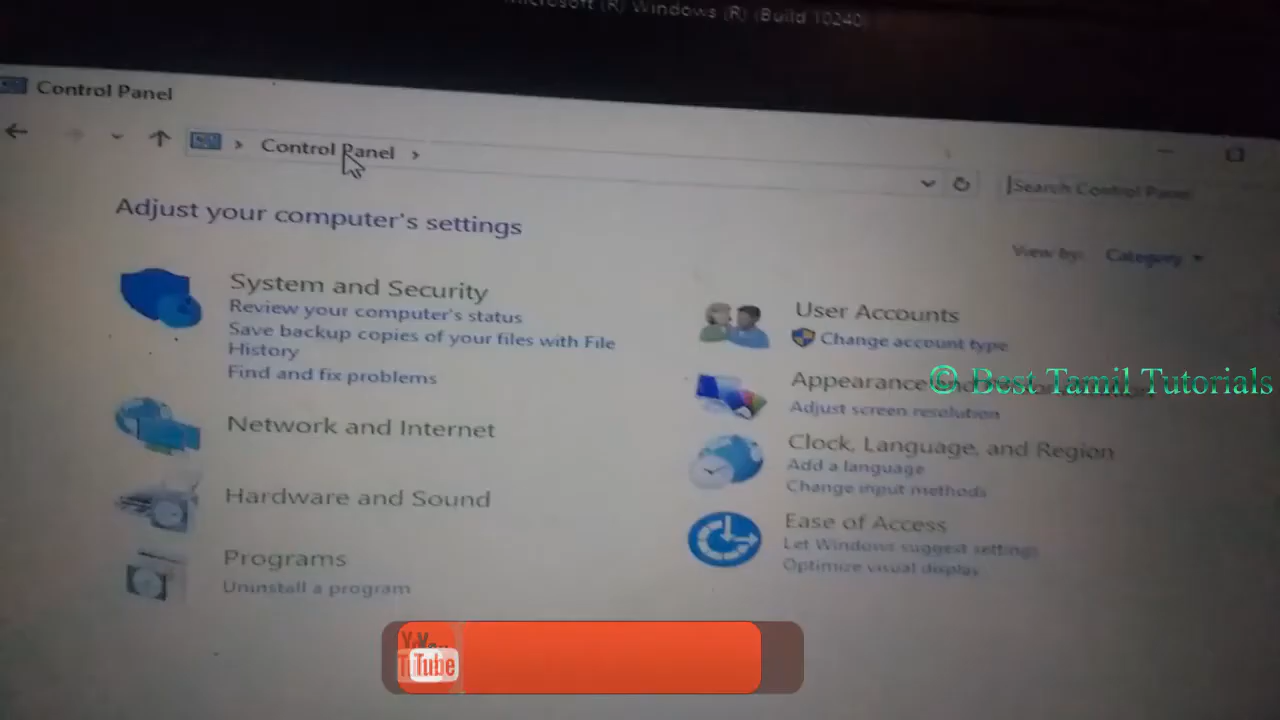 Microsoft (R) Windows (R) (Build 10240)
Control Panel
Control Panel
Search Control Panel
Adjust your computer's settings
View by: Category
System and Security
Review your computer's status
Save backup copies of your files with File
History
Find and fix problems
Network and Internet
Hardware and Sound
Programs
Uninstall a program
User Accounts
Change account type
Appearance and
Adjust screen resolution
Clock, Language, and Region
Add a language
Change input methods
Ease of Access
Let Windows suggest settings
Optimize visual display
© Best Tamil Tutorials
Tube